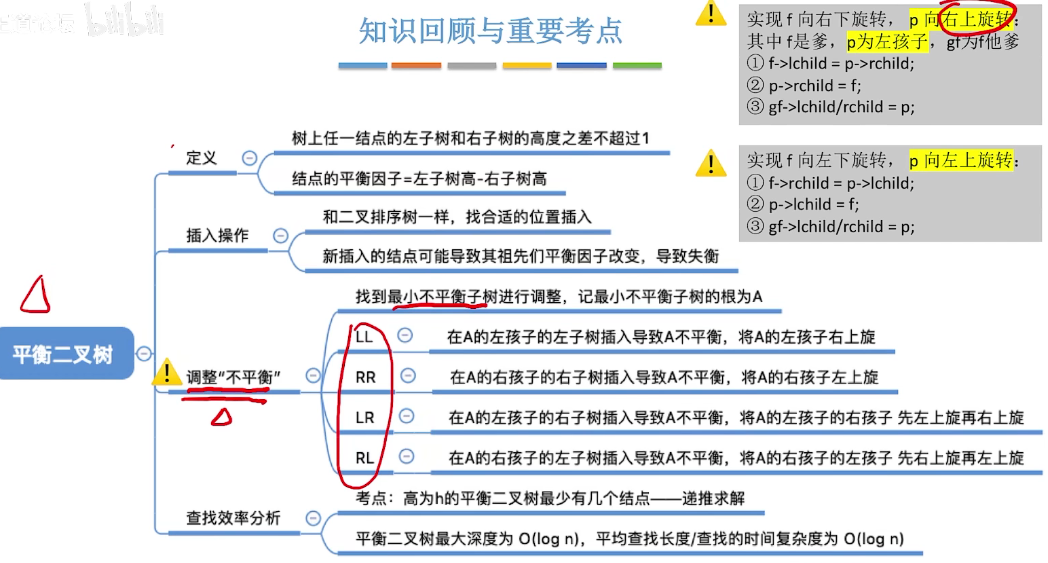 bilibili
知识回顾与重要考点
实现 f 向右下旋转， p 向右上旋转：
其中 f是爹，p为左孩子，gf为f他爹
① f->lchild = p->rchild;
② p->rchild = f;
③ gf->lchild/rchild = p;
实现 f 向左下旋转， p 向左上旋转：
① f->rchild = p->lchild;
② p->lchild = f;
③ gf->lchild/rchild = p;
平衡二叉树
定义
树上任一结点的左子树和右子树的高度之差不超过1
结点的平衡因子=左子树高-右子树高
插入操作
和二叉排序树一样，找合适的位置插入
新插入的结点可能导致其祖先们平衡因子改变，导致失衡
调整“不平衡”
找到最小不平衡子树进行调整，记最小不平衡子树的根为A
LL
在A的左孩子的左子树插入导致A不平衡，将A的左孩子右上旋
RR
在A的右孩子的右子树插入导致A不平衡，将A的右孩子左上旋
LR
在A的左孩子的右子树插入导致A不平衡，将A的左孩子的右孩子 先左上旋再右上旋
RL
在A的右孩子的左子树插入导致A不平衡，将A的右孩子的左孩子 先右上旋再左上旋
查找效率分析
考点：高为h的平衡二叉树最少有几个结点——递推求解
平衡二叉树最大深度为 O(log n)，平均查找长度/查找的时间复杂度为 O(log n)